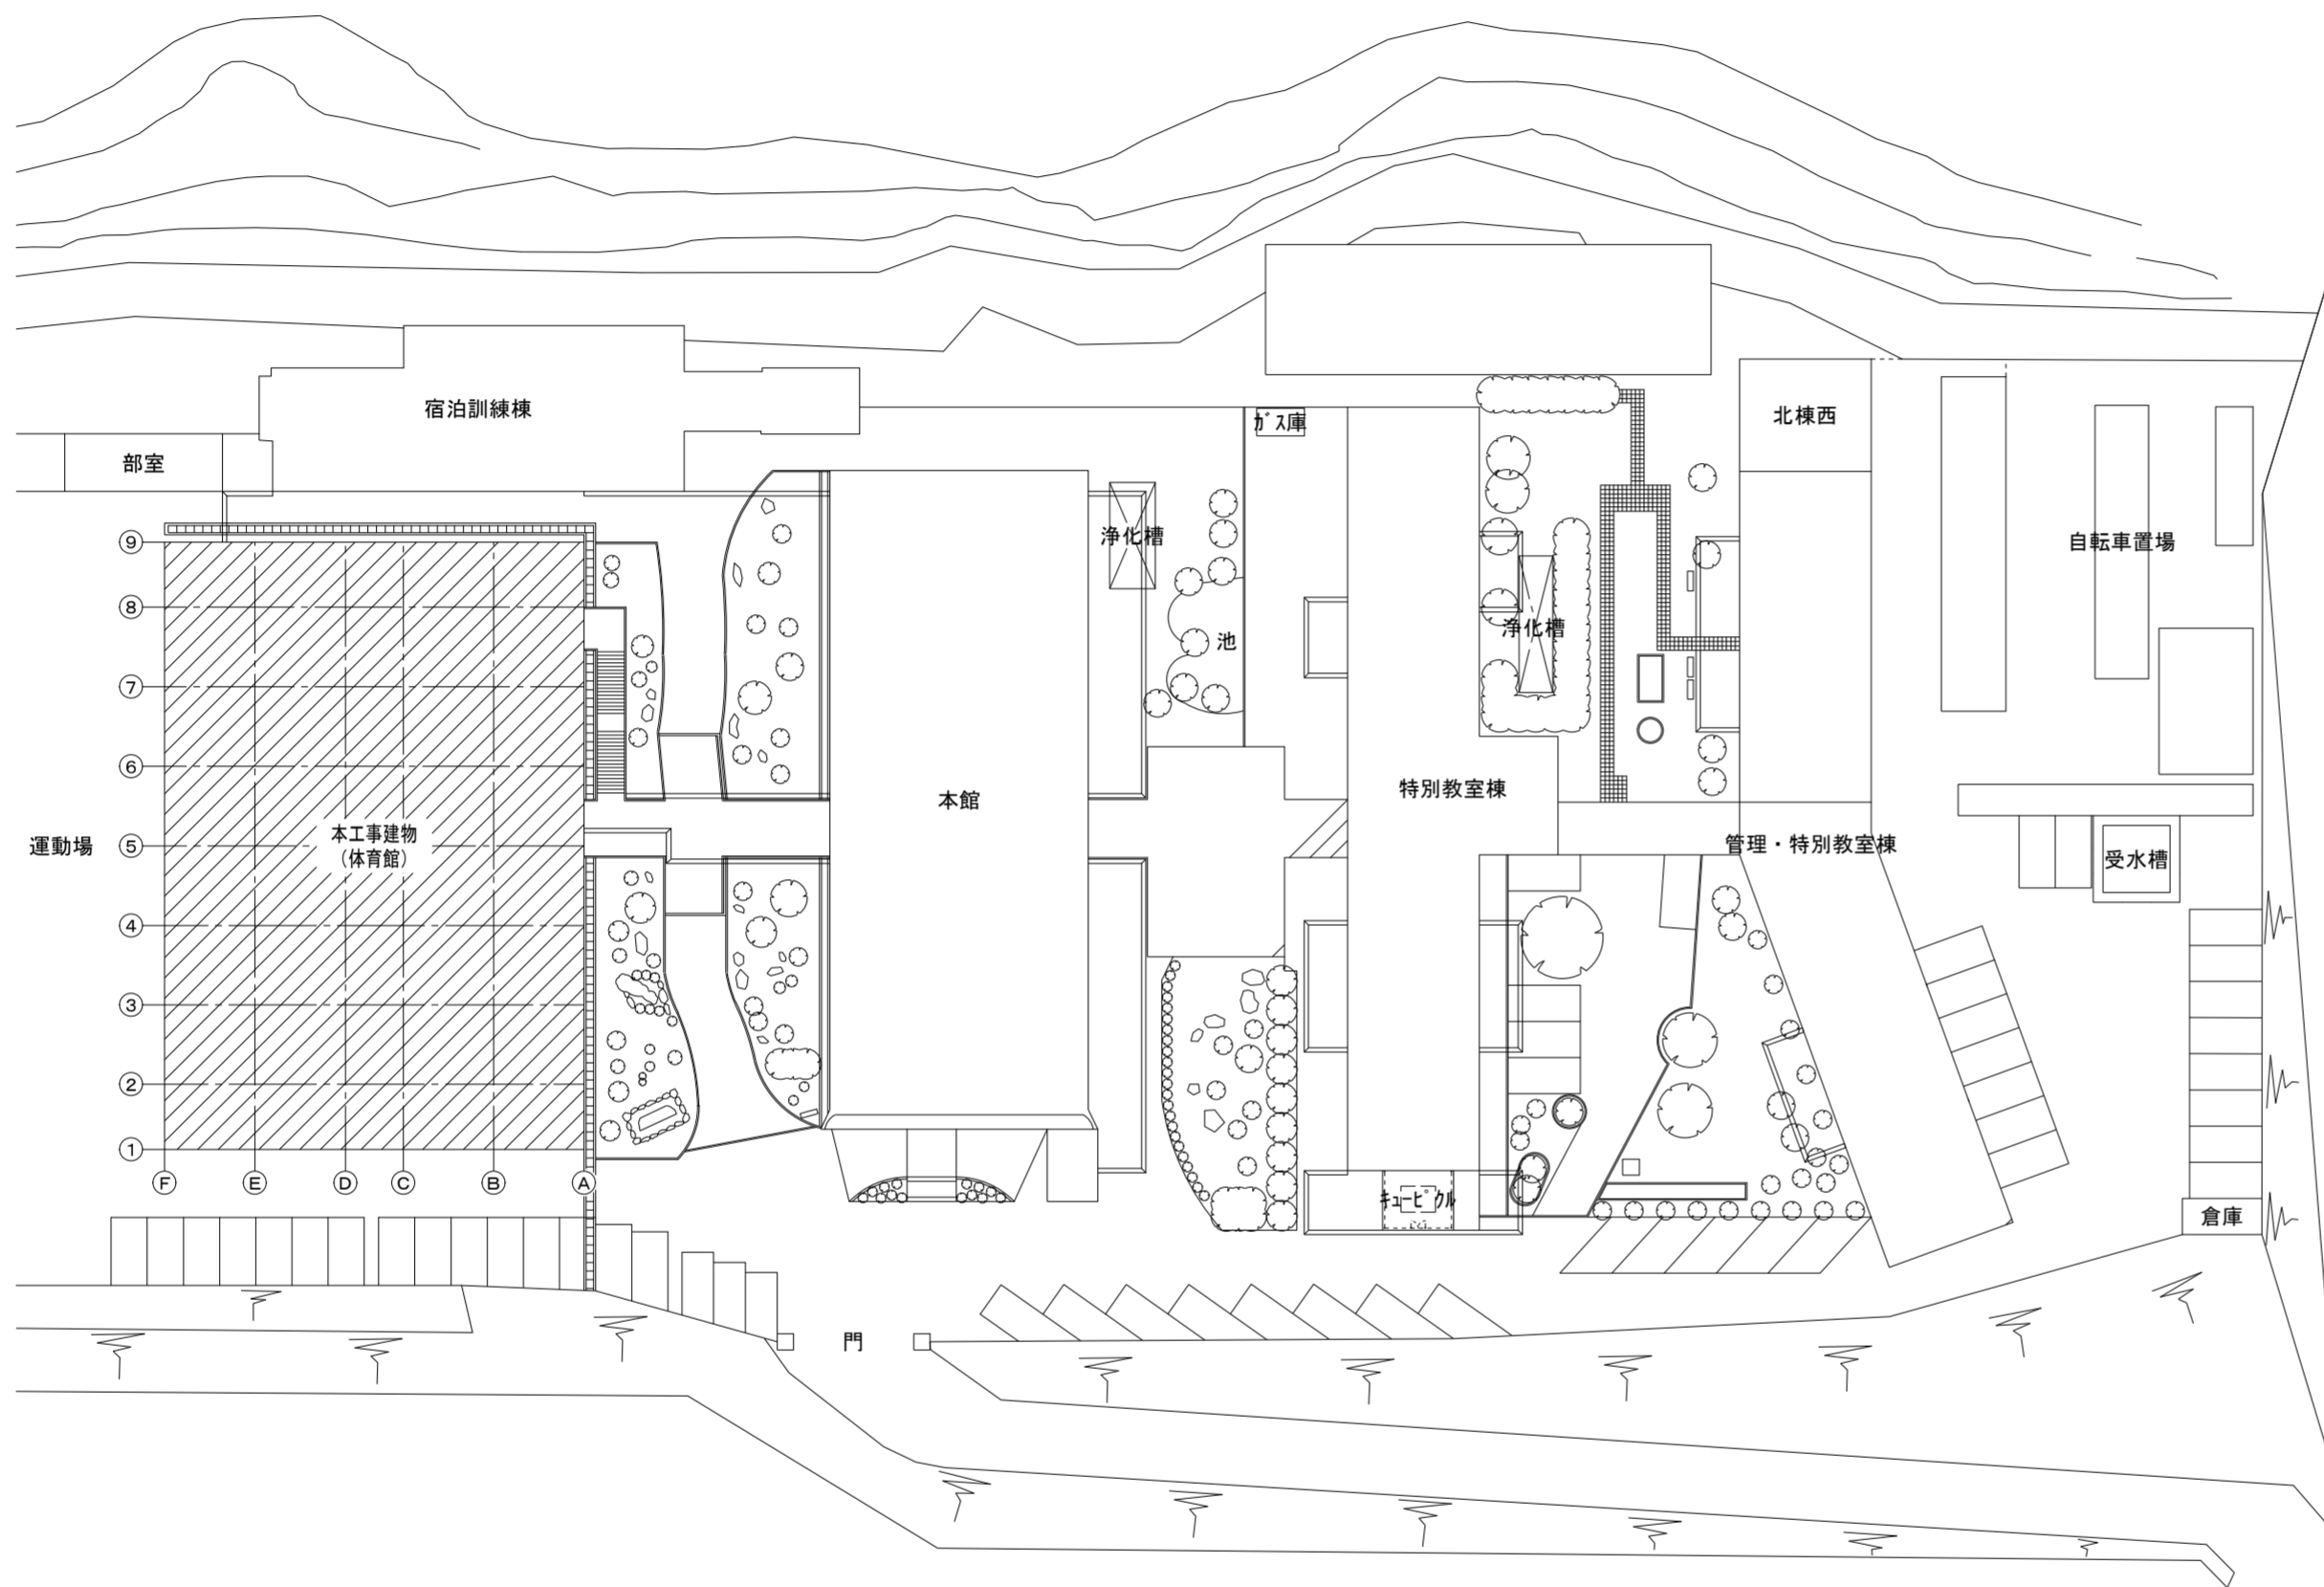 宿泊訓練棟
ガス庫
北棟西
部室
浄化槽
自転車置場
⑨
⑧
浄化槽
池
⑦
⑥
特別教室棟
本館
運動場
⑤
本工事建物
（体育館）
管理・特別教室棟
受水槽
④
③
②
①
Ⓕ
Ⓔ
Ⓓ
Ⓒ
Ⓑ
Ⓐ
キュービクル
倉庫
門